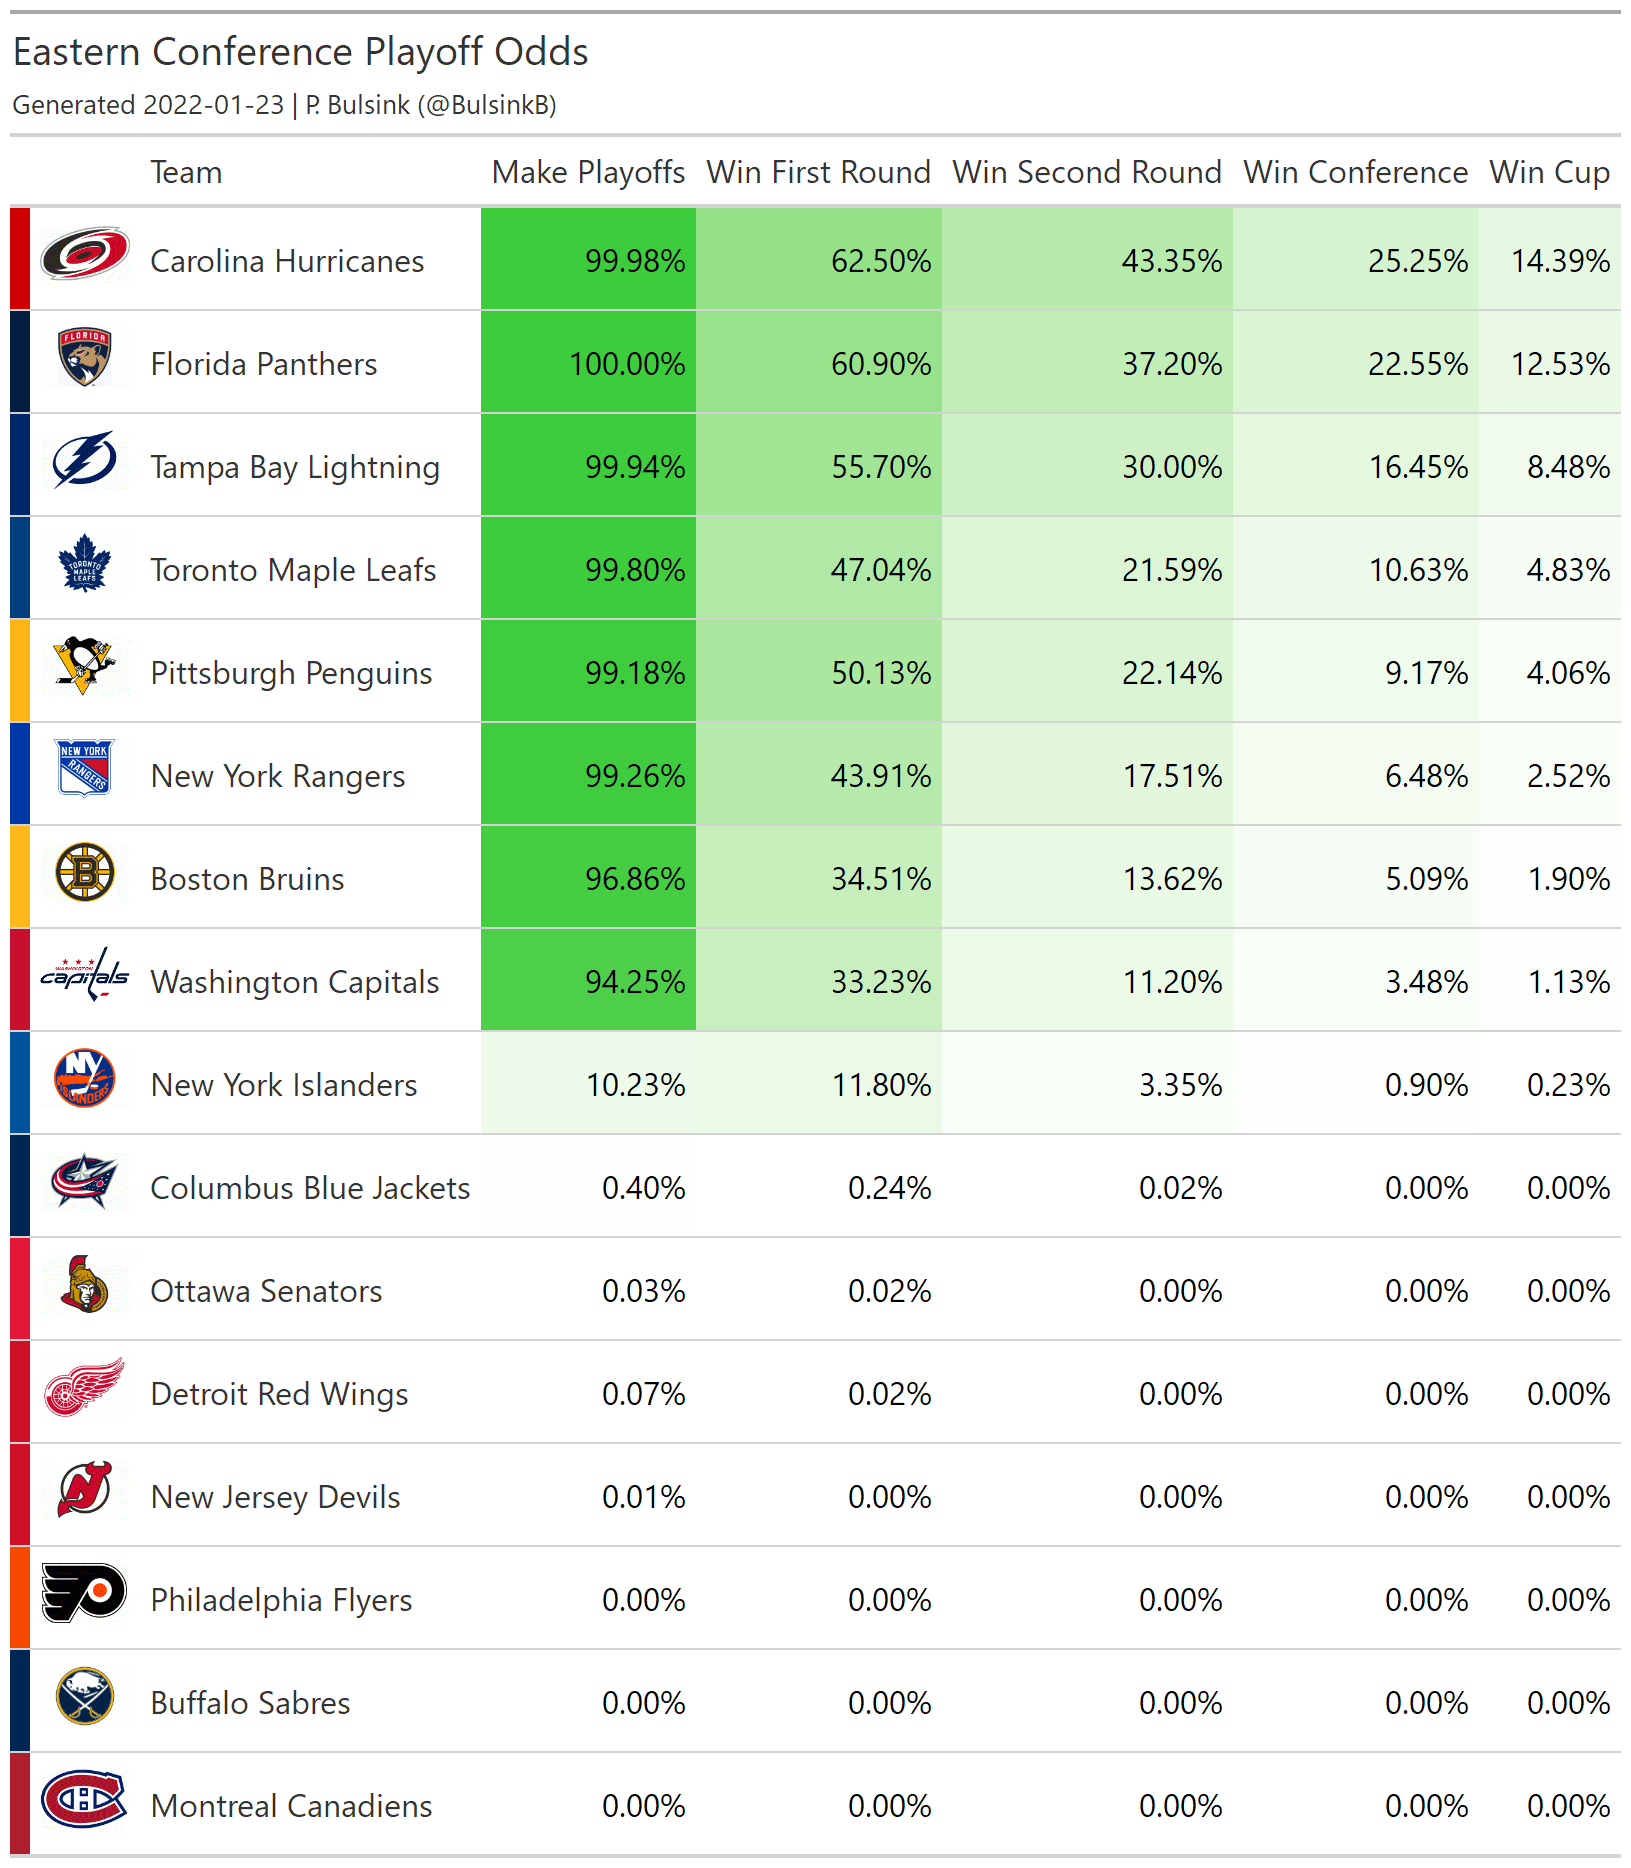 Eastern Conference Playoff Odds
Generated 2022-01-23 | P. Bulsink (@BulsinkB)
Team Make Playoffs Win First Round Win Second Round Win Conference Win Cup
Carolina Hurricanes 99.98% 62.50% 43.35% 25.25% 14.39%
FLORIDA
Florida Panthers 100.00% 60.90% 37.20% 22.55% 12.53%
Tampa Bay Lightning 99.94% 55.70% 30.00% 16.45% 8.48%
TORONTO
MAPLE
LEAFS
Toronto Maple Leafs 99.80% 47.04% 21.59% 10.63% 4.83%
Pittsburgh Penguins 99.18% 50.13% 22.14% 9.17% 4.06%
NEW YORK
RANGERS
New York Rangers 99.26% 43.91% 17.51% 6.48% 2.52%
B
Boston Bruins 96.86% 34.51% 13.62% 5.09% 1.90%
WASHINGTON
capitals
Washington Capitals 94.25% 33.23% 11.20% 3.48% 1.13%
NY
ISLANDERS
New York Islanders 10.23% 11.80% 3.35% 0.90% 0.23%
Columbus Blue Jackets 0.40% 0.24% 0.02% 0.00% 0.00%
Ottawa Senators 0.03% 0.02% 0.00% 0.00% 0.00%
Detroit Red Wings 0.07% 0.02% 0.00% 0.00% 0.00%
New Jersey Devils 0.01% 0.00% 0.00% 0.00% 0.00%
Philadelphia Flyers 0.00% 0.00% 0.00% 0.00% 0.00%
Buffalo Sabres 0.00% 0.00% 0.00% 0.00% 0.00%
Montreal Canadiens 0.00% 0.00% 0.00% 0.00% 0.00%